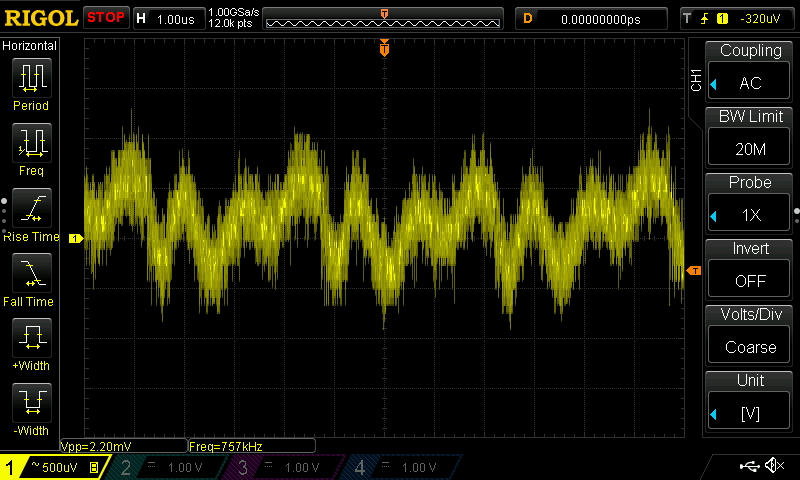 RIGOL STOP H 1.00us 1.00GSa/s 12.0k pts T D 0.00000000ps T 1 -320uV
Horizontal
Period
Freq
Rise Time
Fall Time
+Width
-Width
T
1
T
CH1
Coupling
AC
BW Limit
20M
Probe
1X
Invert
OFF
Volts/Div
Coarse
Unit
[V]
Vpp=2.20mV Freq=757kHz
1 ~ 500uV B 2 1.00 V 3 1.00 V 4 1.00 V